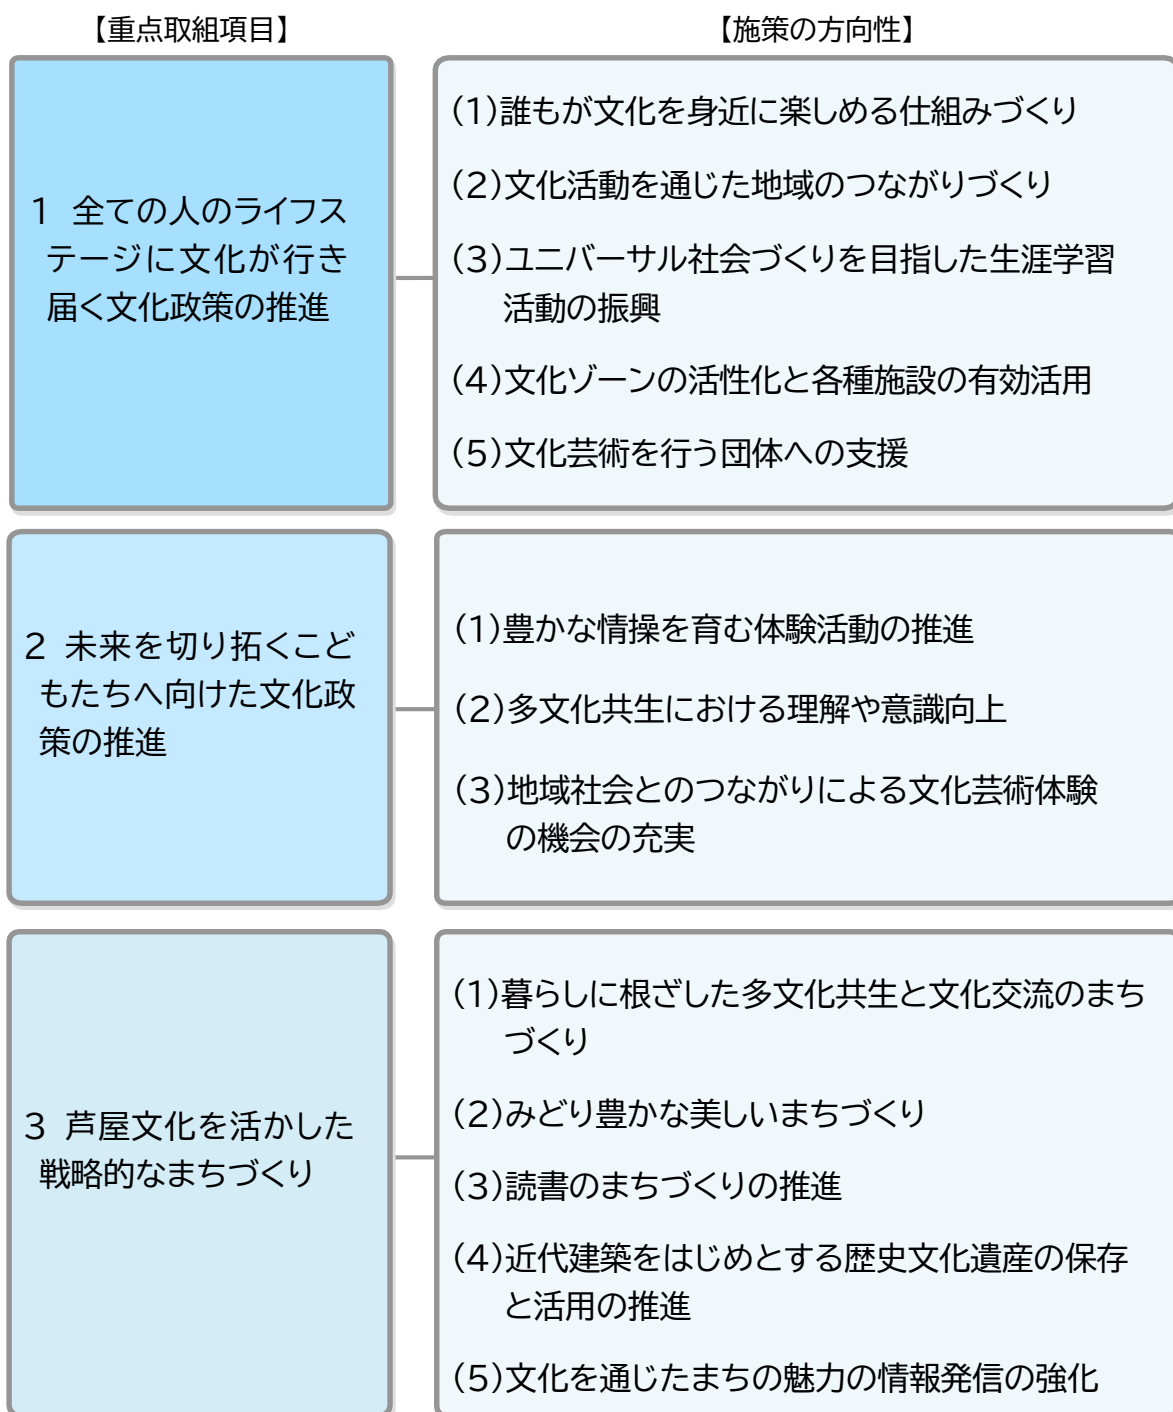 【重点取組項目】
【施策の方向性】
1 全ての人のライフス
テージに文化が行き
届く文化政策の推進
(1)誰もが文化を身近に楽しめる仕組みづくり
(2)文化活動を通じた地域のつながりづくり
(3)ユニバーサル社会づくりを目指した生涯学習
活動の振興
(4)文化ゾーンの活性化と各種施設の有効活用
(5)文化芸術を行う団体への支援
2 未来を切り拓くこど
もたちへ向けた文化政
策の推進
(1)豊かな情操を育む体験活動の推進
(2)多文化共生における理解や意識向上
(3)地域社会とのつながりによる文化芸術体験
の機会の充実
3 芦屋文化を活かした
戦略的なまちづくり
(1)暮らしに根ざした多文化共生と文化交流のまち
づくり
(2)みどり豊かな美しいまちづくり
(3)読書のまちづくりの推進
(4)近代建築をはじめとする歴史文化遺産の保存
と活用の推進
(5)文化を通じたまちの魅力の情報発信の強化